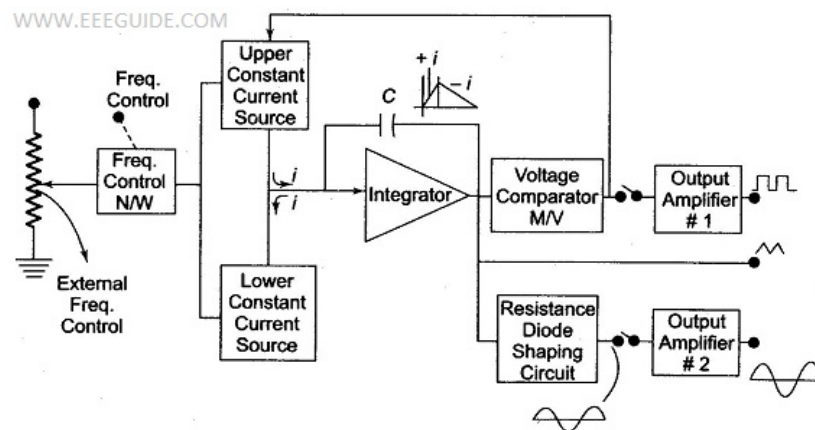 WWW.EEEGUIDE.COM
Freq.
Control
Freq.
Control
N/W
External
Freq.
Control
Upper
Constant
Current
Source
i
i
Lower
Constant
Current
Source
C
+ i
- i
Integrator
Voltage
Comparator
M/V
Output
Amplifier
# 1
Resistance
Diode
Shaping
Circuit
Output
Amplifier
# 2